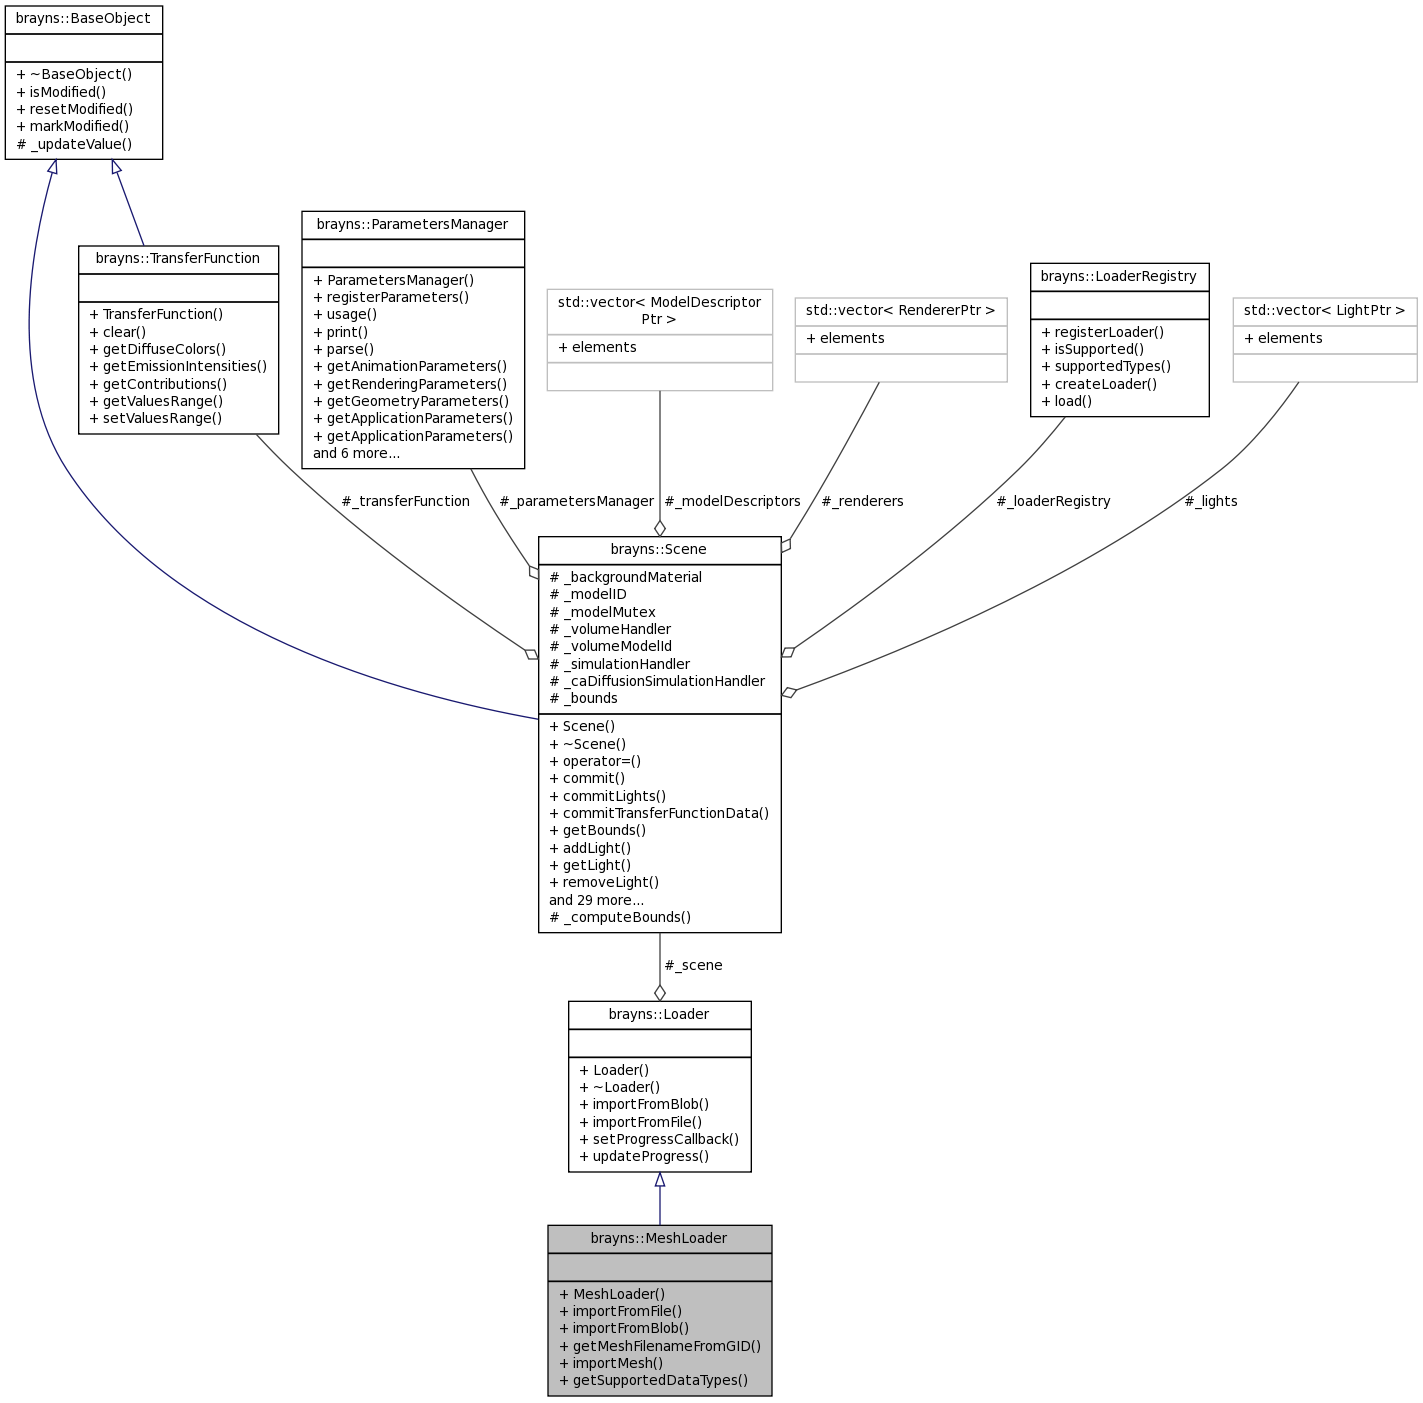 brayns::BaseObject
+ ~BaseObject()
+ isModified()
+ resetModified()
+ markModified()
# _updateValue()
brayns::TransferFunction
+ TransferFunction()
+ clear()
+ getDiffuseColors()
+ getEmissionIntensities()
+ getContributions()
+ getValuesRange()
+ setValuesRange()
brayns::ParametersManager
+ ParametersManager()
+ registerParameters()
+ usage()
+ print()
+ parse()
+ getAnimationParameters()
+ getRenderingParameters()
+ getGeometryParameters()
+ getApplicationParameters()
+ getApplicationParameters()
and 6 more...
std::vector< ModelDescriptor
Ptr >
+ elements
std::vector< RendererPtr >
+ elements
brayns::LoaderRegistry
+ registerLoader()
+ isSupported()
+ supportedTypes()
+ createLoader()
+ load()
std::vector< LightPtr >
+ elements
#_transferFunction
#_parametersManager
#_modelDescriptors
#_renderers
#_loaderRegistry
#_lights
brayns::Scene
# _backgroundMaterial
# _modelID
# _modelMutex
# _volumeHandler
# _volumeModelId
# _simulationHandler
# _caDiffusionSimulationHandler
# _bounds
+ Scene()
+ ~Scene()
+ operator=()
+ commit()
+ commitLights()
+ commitTransferFunctionData()
+ getBounds()
+ addLight()
+ getLight()
+ removeLight()
and 29 more...
# _computeBounds()
#_scene
brayns::Loader
+ Loader()
+ ~Loader()
+ importFromBlob()
+ importFromFile()
+ setProgressCallback()
+ updateProgress()
brayns::MeshLoader
+ MeshLoader()
+ importFromFile()
+ importFromBlob()
+ getMeshFilenameFromGID()
+ importMesh()
+ getSupportedDataTypes()